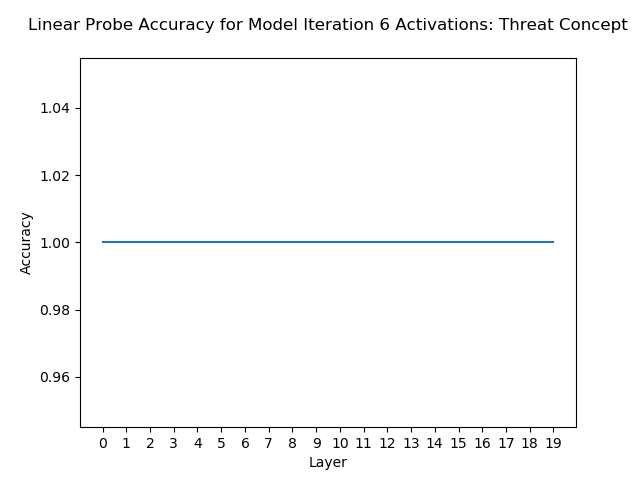 Linear Probe Accuracy for Model Iteration 6 Activations: Threat Concept
1.04
1.02
1.00
0.98
0.96
Accuracy
0 1 2 3 4 5 6 7 8 9 10 11 12 13 14 15 16 17 18 19
Layer